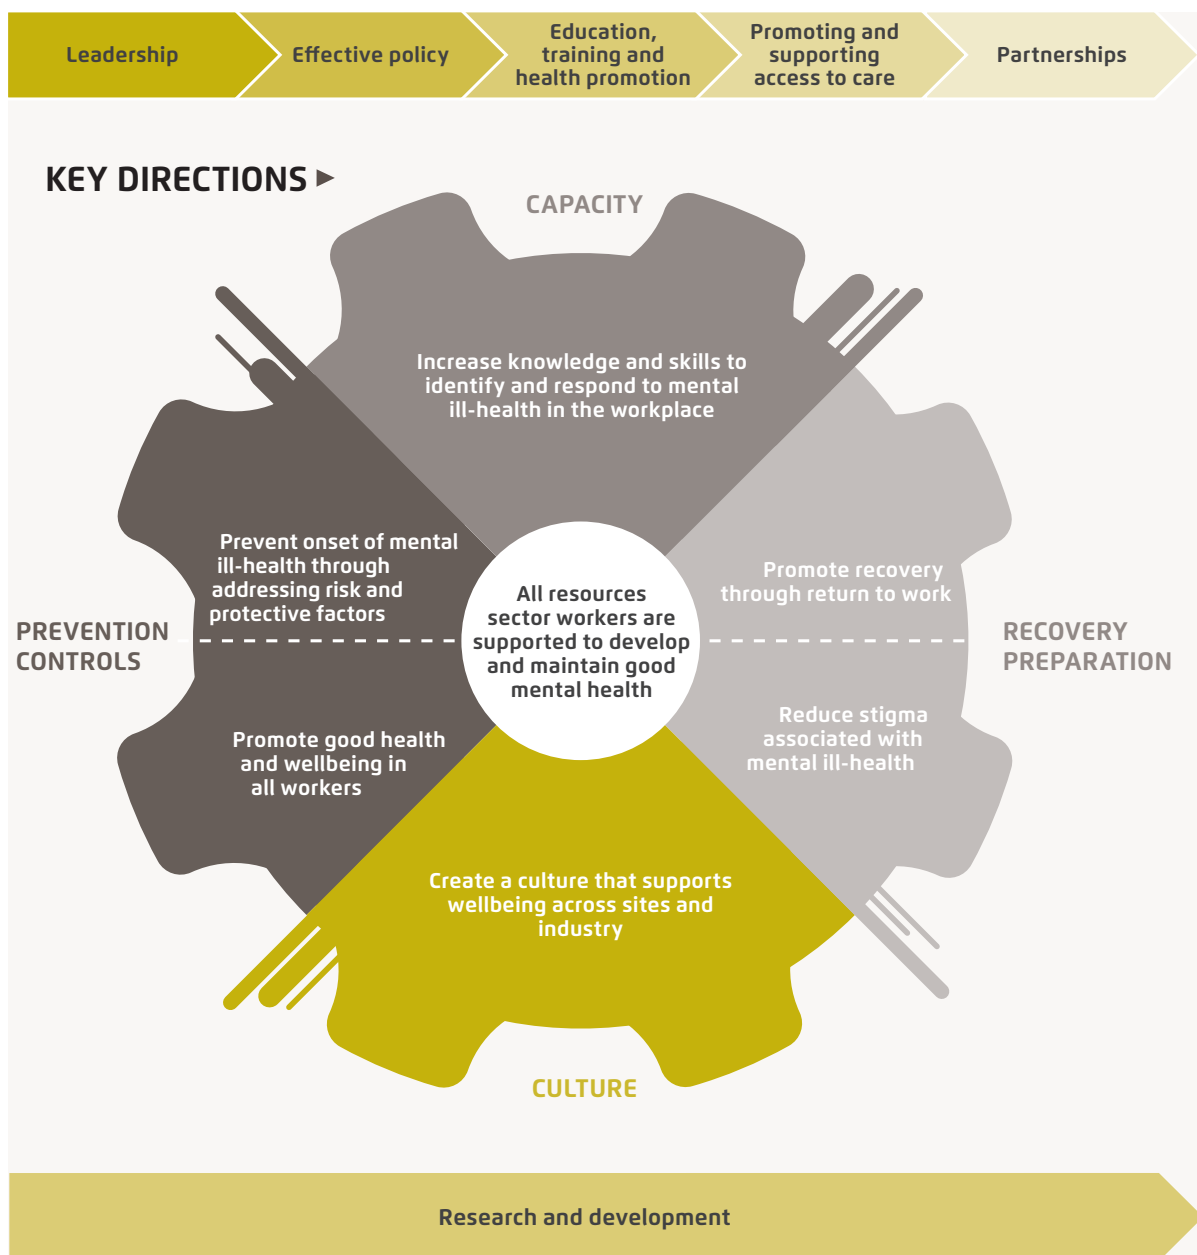 Leadership
Effective policy
Education,
training and
health promotion
Promoting and
supporting
access to care
Partnerships
KEY DIRECTIONS
CAPACITY
Increase knowledge and skills to
identify and respond to mental
ill-health in the workplace
Prevent onset of mental
ill-health through
addressing risk and
protective factors
PREVENTION
CONTROLS
Promote good health
and wellbeing in
all workers
All resources
sector workers are
supported to develop
and maintain good
mental health
Promote recovery
through return to work
RECOVERY
PREPARATION
Reduce stigma
associated with
mental ill-health
Create a culture that supports
wellbeing across sites and
industry
CULTURE
Research and development